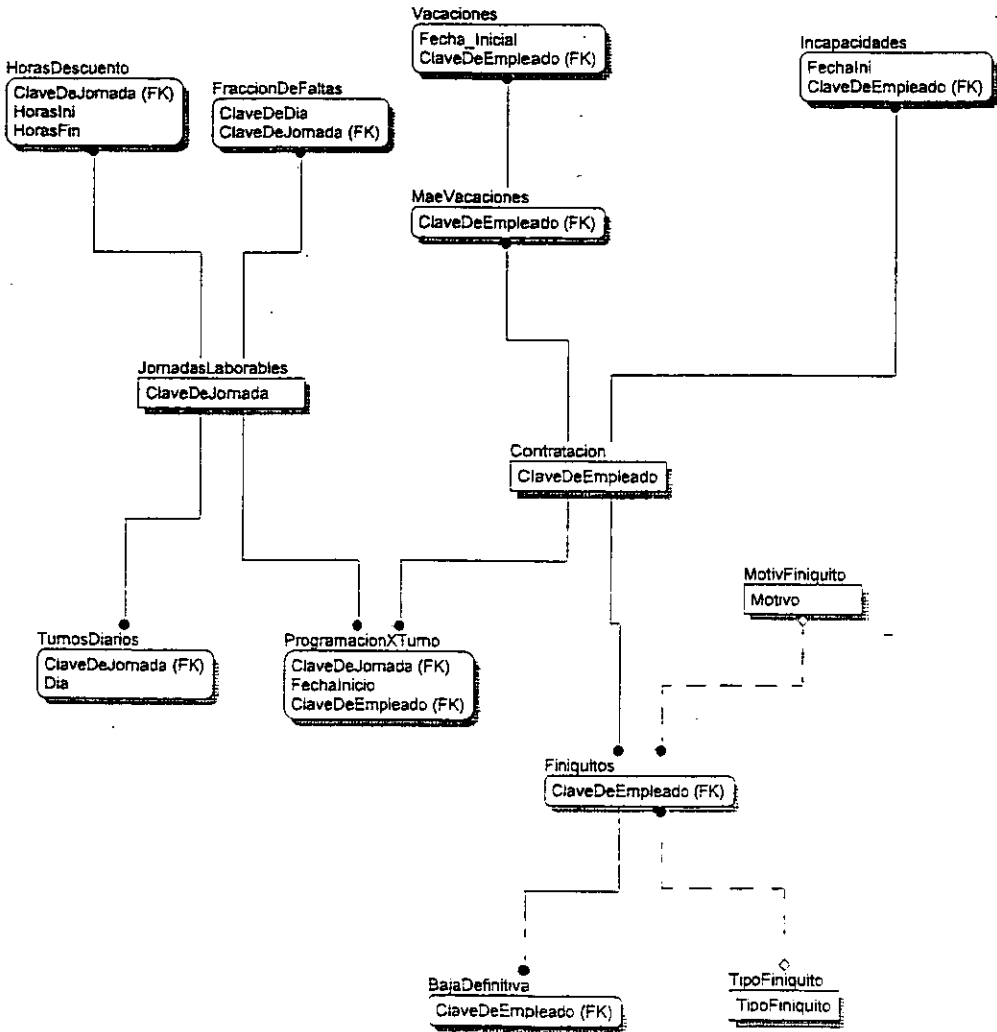 Vacaciones
Fecha_Inicial
ClaveDeEmpleado (FK)
Incapacidades
FechaIni
ClaveDeEmpleado (FK)
HorasDescuento
ClaveDeJornada (FK)
HorasIni
HorasFin
FraccionDeFaltas
ClaveDeDia
ClaveDeJornada (FK)
MaeVacaciones
ClaveDeEmpleado (FK)
JornadasLaborables
ClaveDeJornada
Contratacion
ClaveDeEmpleado
MotivFiniquito
Motivo
TurnosDiarios
ClaveDeJornada (FK)
Dia
ProgramacionXTurno
ClaveDeJornada (FK)
FechaInicio
ClaveDeEmpleado (FK)
Finiquitos
ClaveDeEmpleado (FK)
BajaDefinitiva
ClaveDeEmpleado (FK)
TipoFiniquito
TipoFiniquito